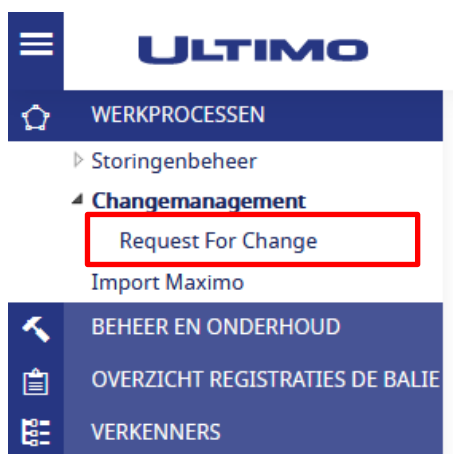 ULTIMO
WERKPROCESSEN
Storingenbeheer
Changemanagement
Request For Change
Import Maximo
BEHEER EN ONDERHOUD
OVERZICHT REGISTRATIES DE BALIE
VERKENNERS